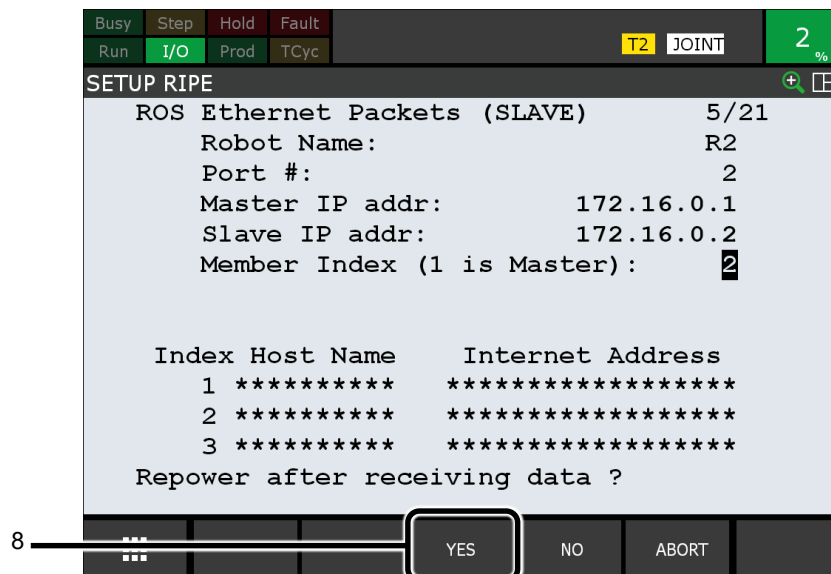 Busy Step Hold Fault
Run I/O Prod TCyc T2 JOINT 2 %
SETUP RIPE
ROS Ethernet Packets (SLAVE) 5/21
Robot Name: R2
Port #: 2
Master IP addr: 172.16.0.1
Slave IP addr: 172.16.0.2
Member Index (1 is Master): 2
Index Host Name Internet Address
1 ********** ******************
2 ********** ******************
3 ********** ******************
Repower after receiving data ?
8 YES NO ABORT